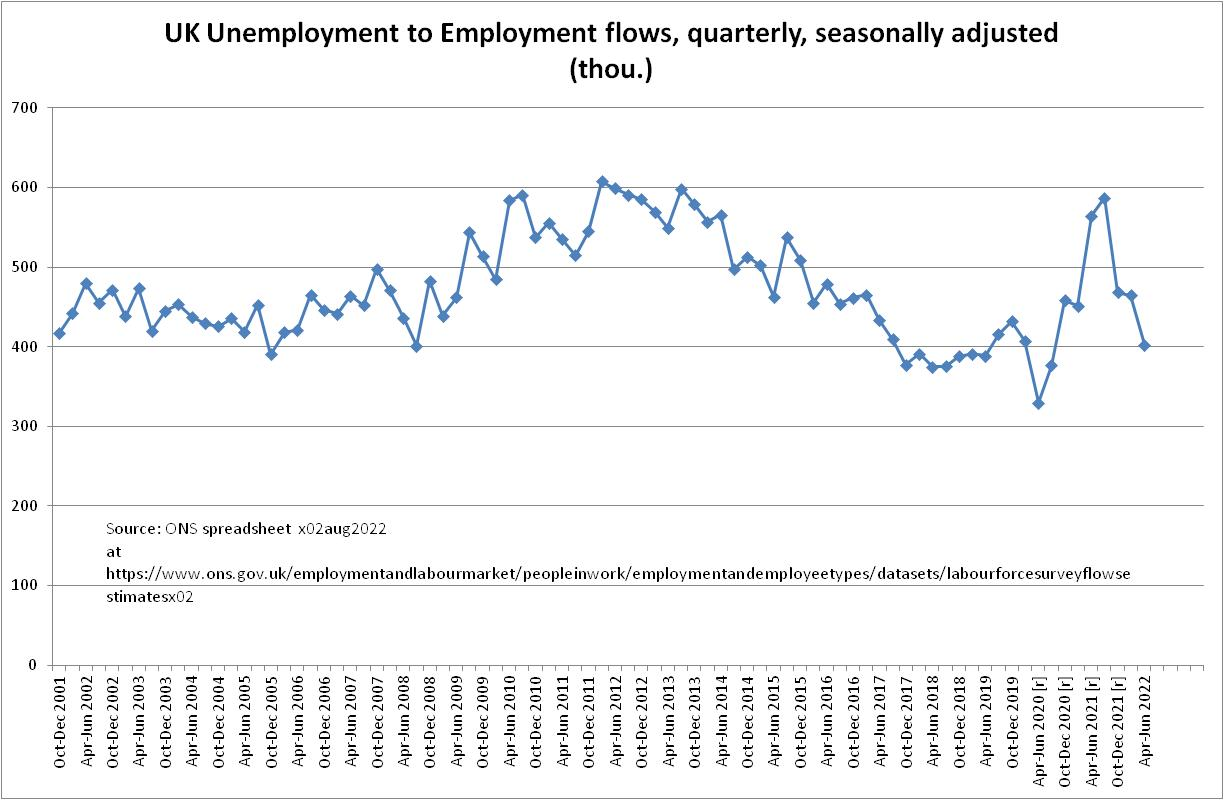 UK Unemployment to Employment flows, quarterly, seasonally adjusted
(thou.)
700
600
500
400
300
200
100
0
Source: ONS spreadsheet x02aug2022
at
https://www.ons.gov.uk/employmentandlabourmarket/peopleinwork/employmentandemployeetypes/datasets/labourforcesurveyflowse
stimatesx02
Oct-Dec 2001
Apr-Jun 2002
Oct-Dec 2002
Apr-Jun 2003
Oct-Dec 2003
Apr-Jun 2004
Oct-Dec 2004
Apr-Jun 2005
Oct-Dec 2005
Apr-Jun 2006
Oct-Dec 2006
Apr-Jun 2007
Oct-Dec 2007
Apr-Jun 2008
Oct-Dec 2008
Apr-Jun 2009
Oct-Dec 2009
Apr-Jun 2010
Oct-Dec 2010
Apr-Jun 2011
Oct-Dec 2011
Apr-Jun 2012
Oct-Dec 2012
Apr-Jun 2013
Oct-Dec 2013
Apr-Jun 2014
Oct-Dec 2014
Apr-Jun 2015
Oct-Dec 2015
Apr-Jun 2016
Oct-Dec 2016
Apr-Jun 2017
Oct-Dec 2017
Apr-Jun 2018
Oct-Dec 2018
Apr-Jun 2019
Oct-Dec 2019
Apr-Jun 2020 [r]
Oct-Dec 2020 [r]
Apr-Jun 2021 [r]
Oct-Dec 2021 [r]
Apr-Jun 2022